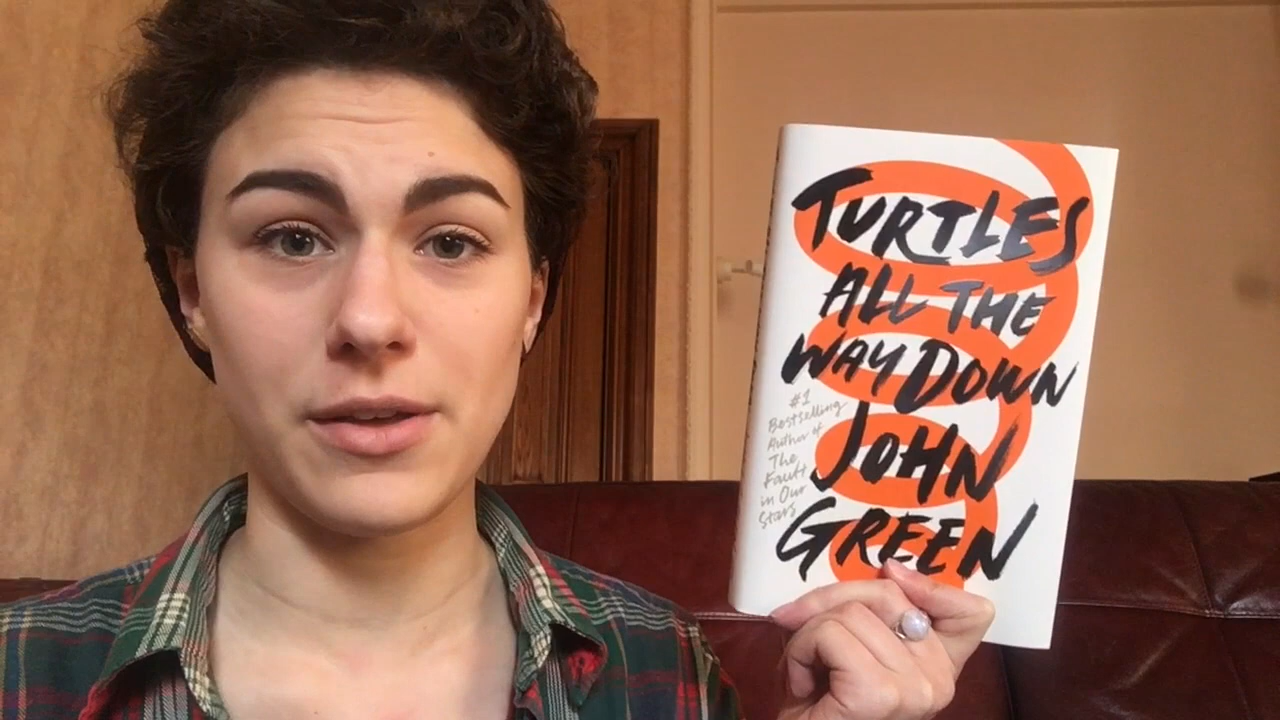 TURTLES
ALL THE
WAY DOWN
#1
Bestselling
Author of
The
Fault
in Our
Stars
JOHN
GREEN